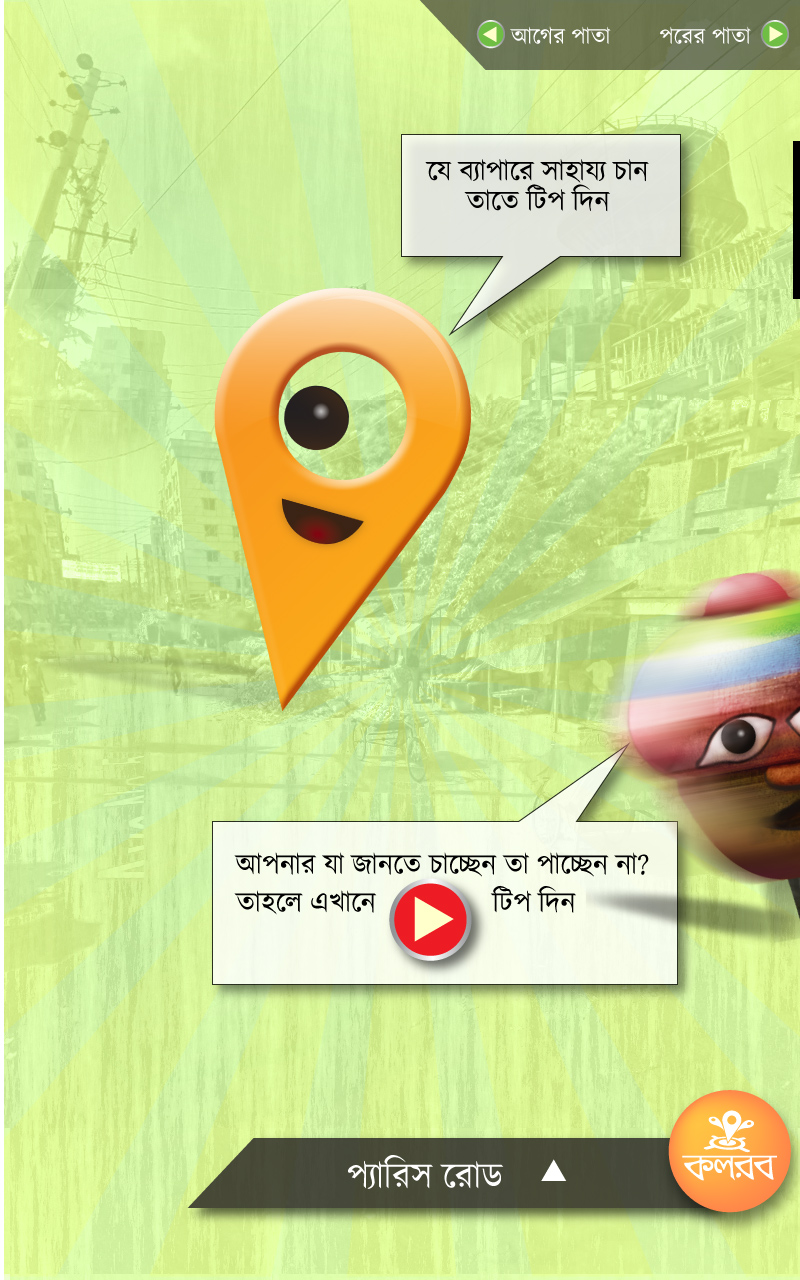 আগের পাতা
পরের পাতা
যে ব্যাপারে সাহায্য চান
তাতে টিপ দিন
আপনার যা জানতে চাচ্ছেন তা পাচ্ছেন না?
তাহলে এখানে টিপ দিন
প্যারিস রোড
কলরব